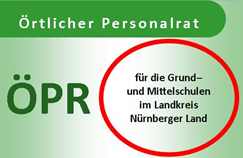 Örtlicher Personalrat
ÖPR
für die Grund–
und Mittelschulen
im Landkreis
Nürnberger Land